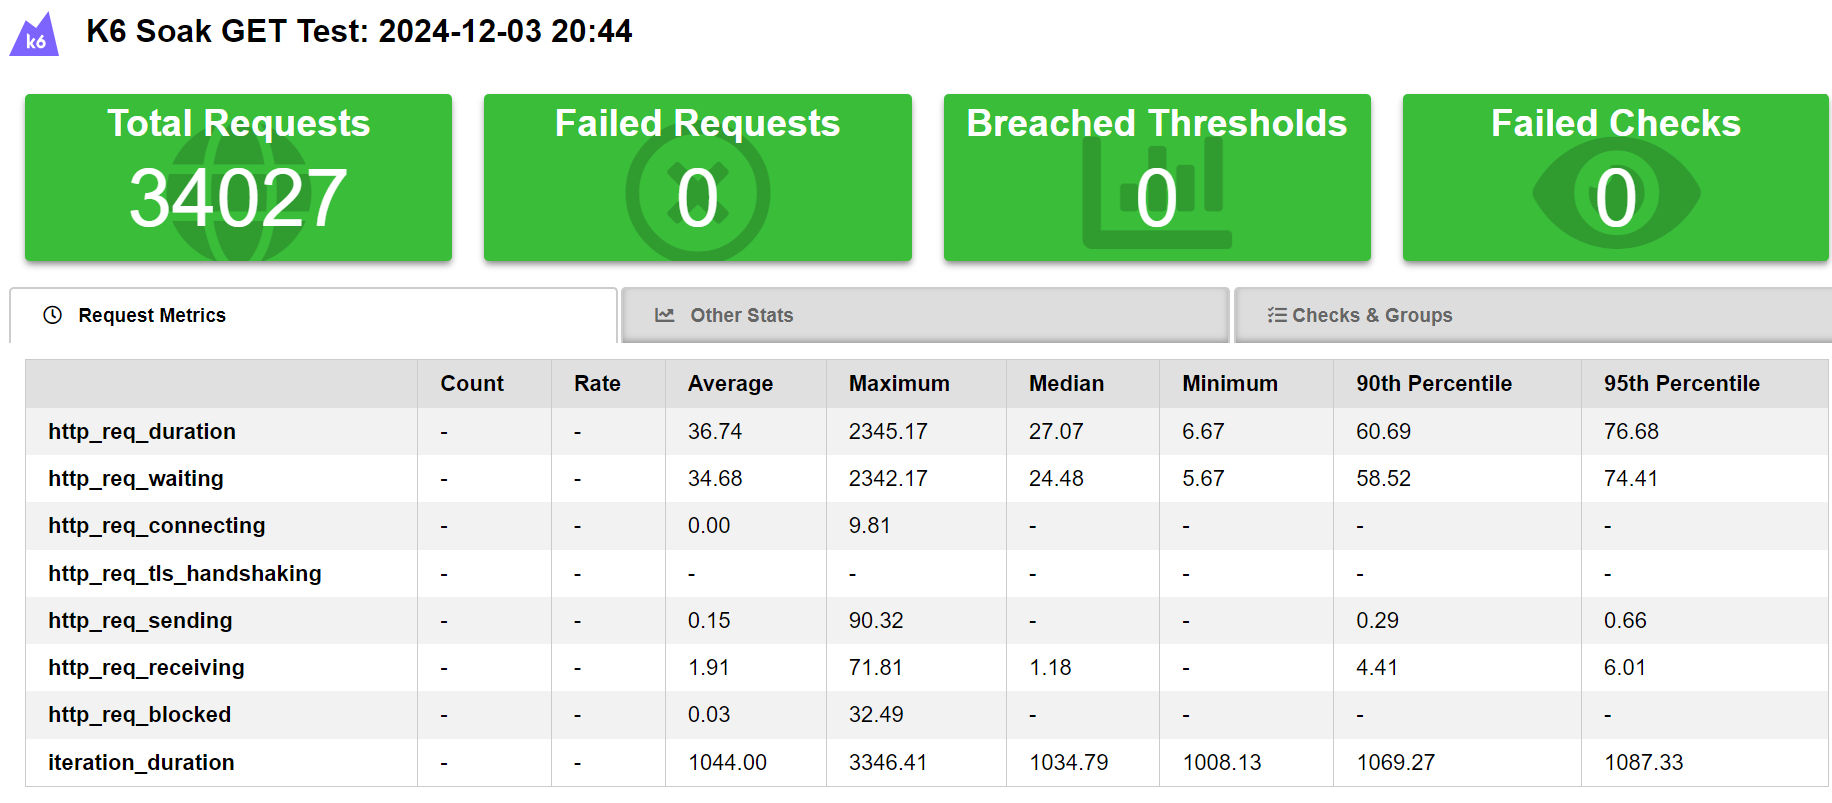 k6 K6 Soak GET Test: 2024-12-03 20:44
Total Requests Failed Requests Breached Thresholds Failed Checks
34027 0 0 0
Request Metrics Other Stats Checks & Groups
Count Rate Average Maximum Median Minimum 90th Percentile 95th Percentile
http_req_duration - - 36.74 2345.17 27.07 6.67 60.69 76.68
http_req_waiting - - 34.68 2342.17 24.48 5.67 58.52 74.41
http_req_connecting - - 0.00 9.81 - - - -
http_req_tls_handshaking - - - - - - - -
http_req_sending - - 0.15 90.32 - - 0.29 0.66
http_req_receiving - - 1.91 71.81 1.18 - 4.41 6.01
http_req_blocked - - 0.03 32.49 - - - -
iteration_duration - - 1044.00 3346.41 1034.79 1008.13 1069.27 1087.33